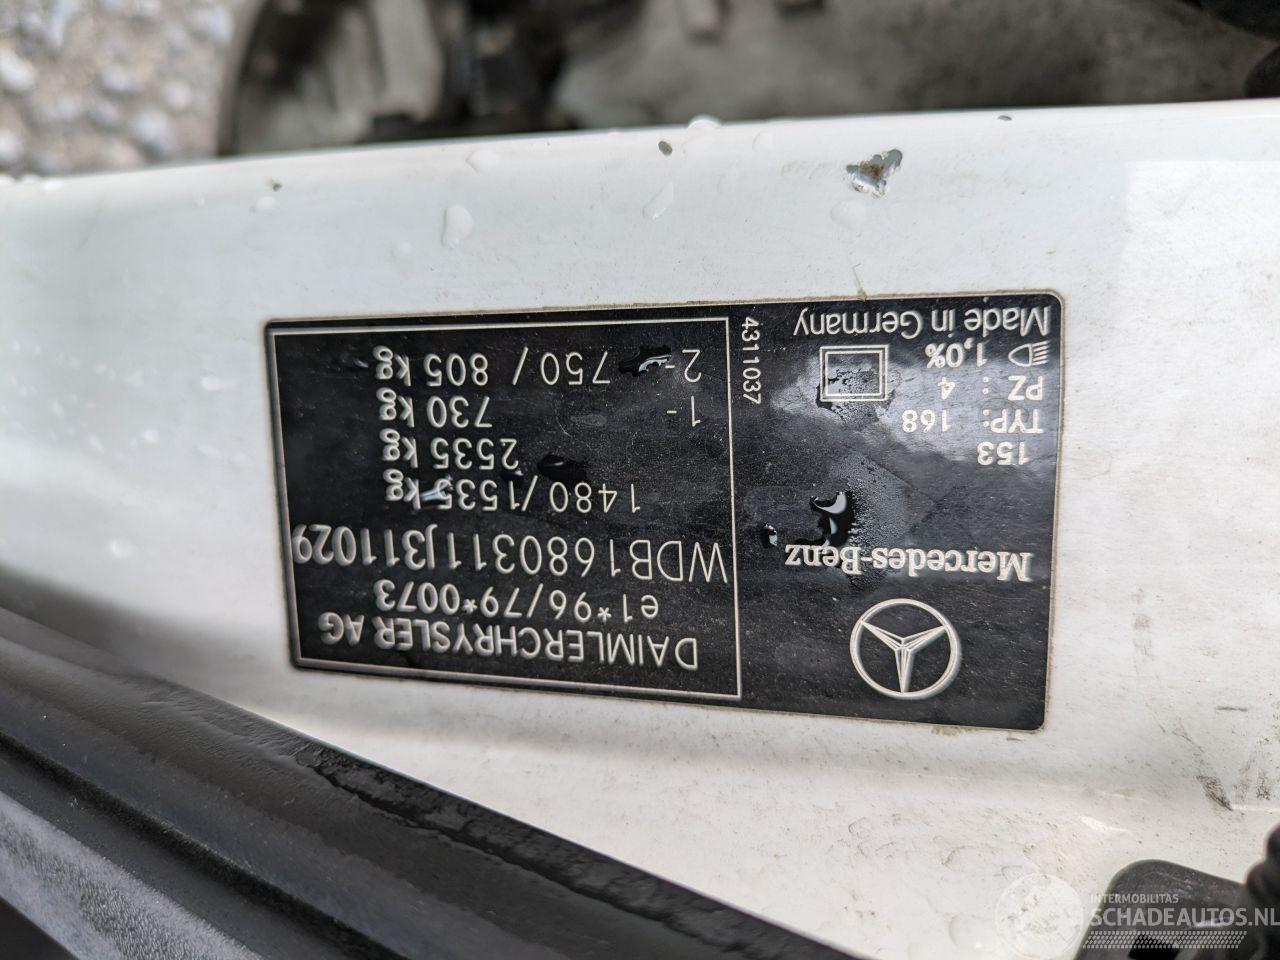 DAIMLERCHRYSLER AG
e1*96/79*0073
WDB1680311J311029
1480/1535 kg
2535 kg
1- 730 kg
2- 750/ 805 kg
Mercedes-Benz
153
TYP: 168
PZ : 4
1,0%
Made in Germany
4311037
INTERMOBILITAS
SCHADEAUTOS.NL